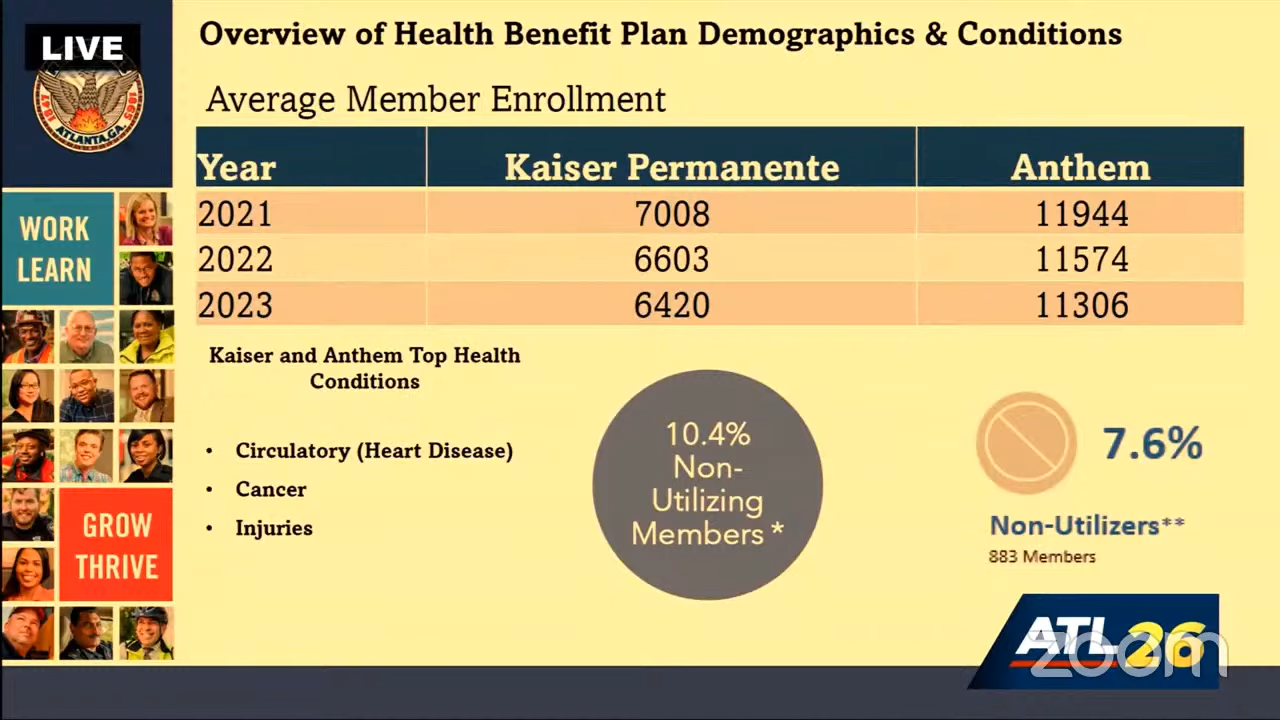 LIVE
1847
1865
ATLANTA, GA.
Overview of Health Benefit Plan Demographics & Conditions
Average Member Enrollment
Year Kaiser Permanente Anthem
2021 7008 11944
2022 6603 11574
2023 6420 11306
WORK
LEARN
GROW
THRIVE
Kaiser and Anthem Top Health
Conditions
• Circulatory (Heart Disease)
• Cancer
• Injuries
10.4%
Non-
Utilizing
Members *
7.6%
Non-Utilizers**
883 Members
ATL26
zoom